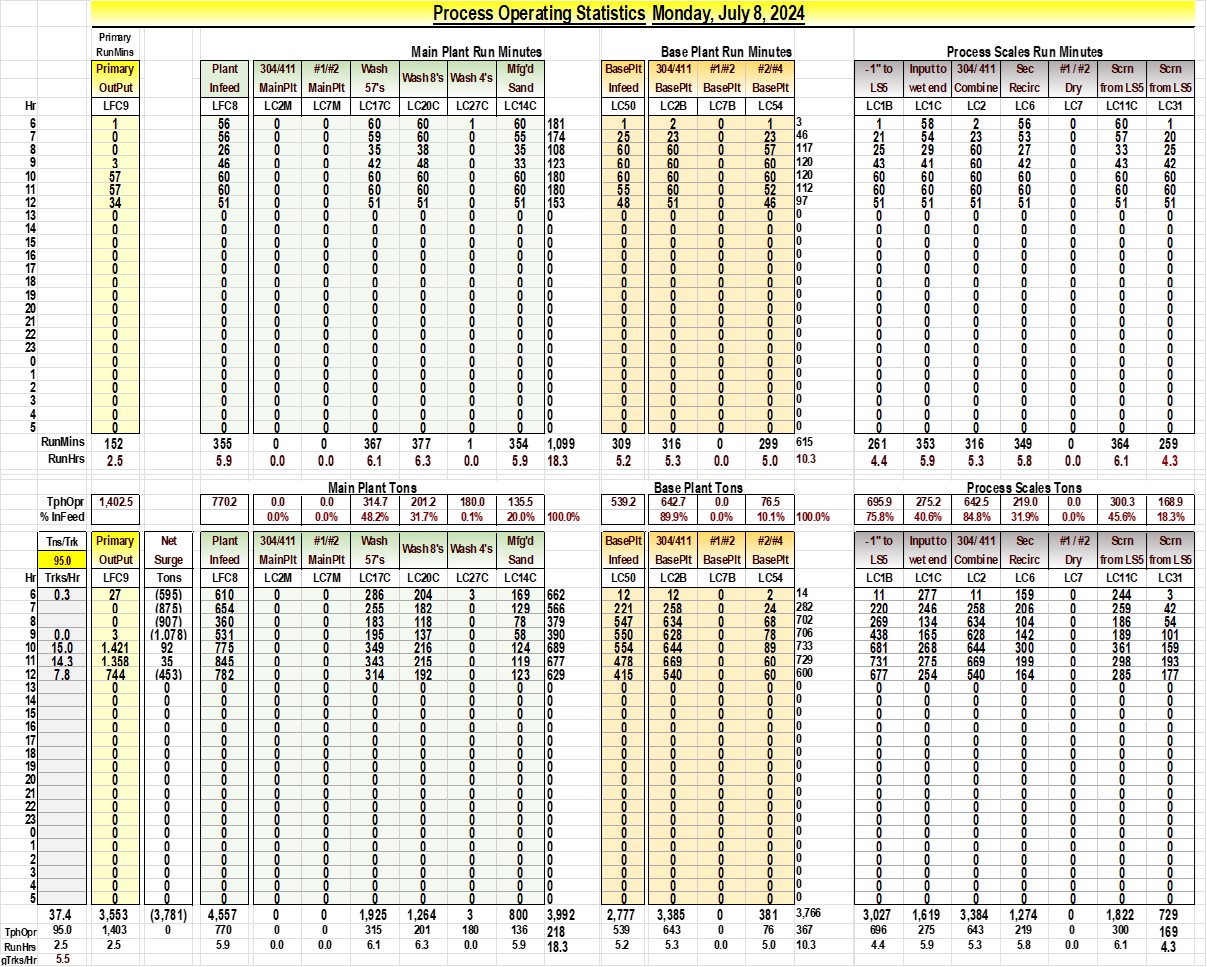 Process Operating Statistics Monday, July 8, 2024
Primary
RunMins Main Plant Run Minutes Base Plant Run Minutes Process Scales Run Minutes
Primary Plant 304/411 #1/#2 Wash Wash 8's Wash 4's Mfg'd BasePlt 304/411 #1/#2 #2/#4 -1" to Input to 304/ 411 Sec #1 / #2 Scrn Scrn
OutPut Infeed MainPlt MainPlt 57's Sand Infeed BasePlt BasePlt BasePlt LS5 wet end Combine Recirc Dry from LS5 from LS5
Hr LFC9 LFC8 LC2M LC7M LC17C LC20C LC27C LC14C LC50 LC2B LC7B LC54 LC1B LC1C LC2 LC6 LC7 LC11C LC31
6 1 56 0 0 60 60 1 60 181 1 2 0 1 3 1 58 2 56 0 60 1
7 0 56 0 0 59 60 0 55 174 25 23 0 23 46 21 54 23 53 0 57 20
8 0 26 0 0 35 38 0 35 108 60 60 0 57 117 25 29 60 27 0 33 25
9 3 46 0 0 42 48 0 33 123 60 60 0 60 120 43 41 60 42 0 43 42
10 57 60 0 0 60 60 0 60 180 60 60 0 60 120 60 60 60 60 0 60 60
11 57 60 0 0 60 60 0 60 180 55 60 0 52 112 60 60 60 60 0 60 60
12 34 51 0 0 51 51 0 51 153 48 51 0 46 97 51 51 51 51 0 51 51
13 0 0 0 0 0 0 0 0 0 0 0 0 0 0 0 0 0 0 0 0
14 0 0 0 0 0 0 0 0 0 0 0 0 0 0 0 0 0 0 0 0
15 0 0 0 0 0 0 0 0 0 0 0 0 0 0 0 0 0 0 0 0
16 0 0 0 0 0 0 0 0 0 0 0 0 0 0 0 0 0 0 0 0
17 0 0 0 0 0 0 0 0 0 0 0 0 0 0 0 0 0 0 0 0
18 0 0 0 0 0 0 0 0 0 0 0 0 0 0 0 0 0 0 0 0
19 0 0 0 0 0 0 0 0 0 0 0 0 0 0 0 0 0 0 0 0
20 0 0 0 0 0 0 0 0 0 0 0 0 0 0 0 0 0 0 0 0
21 0 0 0 0 0 0 0 0 0 0 0 0 0 0 0 0 0 0 0 0
22 0 0 0 0 0 0 0 0 0 0 0 0 0 0 0 0 0 0 0 0
23 0 0 0 0 0 0 0 0 0 0 0 0 0 0 0 0 0 0 0 0
0 0 0 0 0 0 0 0 0 0 0 0 0 0 0 0 0 0 0 0 0
1 0 0 0 0 0 0 0 0 0 0 0 0 0 0 0 0 0 0 0 0
2 0 0 0 0 0 0 0 0 0 0 0 0 0 0 0 0 0 0 0 0
3 0 0 0 0 0 0 0 0 0 0 0 0 0 0 0 0 0 0 0 0
4 0 0 0 0 0 0 0 0 0 0 0 0 0 0 0 0 0 0 0 0
5 0 0 0 0 0 0 0 0 0 0 0 0 0 0 0 0 0 0 0 0
RunMins 152 355 0 0 367 377 1 354 1,099 309 316 0 299 615 261 353 316 349 0 364 259
RunHrs 2.5 5.9 0.0 0.0 6.1 6.3 0.0 5.9 18.3 5.2 5.3 0.0 5.0 10.3 4.4 5.9 5.3 5.8 0.0 6.1 4.3
Main Plant Tons Base Plant Tons Process Scales Tons
TphOpr 1,402.5 770.2 0.0 0.0 314.7 201.2 180.0 135.5 539.2 642.7 0.0 76.5 695.9 275.2 642.5 219.0 0.0 300.3 168.9
% InFeed 0.0% 0.0% 48.2% 31.7% 0.1% 20.0% 100.0% 89.9% 0.0% 10.1% 100.0% 75.8% 40.6% 84.8% 31.9% 0.0% 45.6% 18.3%
Tns/Trk Primary Net Plant 304/411 #1/#2 Wash Wash 8's Wash 4's Mfg'd BasePlt 304/411 #1/#2 #2/#4 -1" to Input to 304/ 411 Sec #1 / #2 Scrn Scrn
95.0 OutPut Surge Infeed MainPlt MainPlt 57's Sand Infeed BasePlt BasePlt BasePlt LS5 wet end Combine Recirc Dry from LS5 from LS5
Hr Trks/Hr LFC9 Tons LFC8 LC2M LC7M LC17C LC20C LC27C LC14C LC50 LC2B LC7B LC54 LC1B LC1C LC2 LC6 LC7 LC11C LC31
6 0.3 27 (595) 610 0 0 286 204 3 169 662 12 12 0 2 14 11 277 11 159 0 244 3
7 0 (875) 654 0 0 255 182 0 129 566 221 258 0 24 282 220 246 258 206 0 259 42
8 0 (907) 360 0 0 183 118 0 78 379 547 634 0 68 702 269 134 634 104 0 186 54
9 0.0 3 (1,078) 531 0 0 195 137 0 58 390 550 628 0 78 706 438 165 628 142 0 189 101
10 15.0 1,421 92 775 0 0 349 216 0 124 689 554 644 0 89 733 681 268 644 300 0 361 159
11 14.3 1,358 35 845 0 0 343 215 0 119 677 478 669 0 60 729 731 275 669 199 0 298 193
12 7.8 744 (453) 782 0 0 314 192 0 123 629 415 540 0 60 600 677 254 540 164 0 285 177
13 0 0 0 0 0 0 0 0 0 0 0 0 0 0 0 0 0 0 0 0 0
14 0 0 0 0 0 0 0 0 0 0 0 0 0 0 0 0 0 0 0 0 0
15 0 0 0 0 0 0 0 0 0 0 0 0 0 0 0 0 0 0 0 0 0
16 0 0 0 0 0 0 0 0 0 0 0 0 0 0 0 0 0 0 0 0 0
17 0 0 0 0 0 0 0 0 0 0 0 0 0 0 0 0 0 0 0 0 0
18 0 0 0 0 0 0 0 0 0 0 0 0 0 0 0 0 0 0 0 0 0
19 0 0 0 0 0 0 0 0 0 0 0 0 0 0 0 0 0 0 0 0 0
20 0 0 0 0 0 0 0 0 0 0 0 0 0 0 0 0 0 0 0 0 0
21 0 0 0 0 0 0 0 0 0 0 0 0 0 0 0 0 0 0 0 0 0
22 0 0 0 0 0 0 0 0 0 0 0 0 0 0 0 0 0 0 0 0 0
23 0 0 0 0 0 0 0 0 0 0 0 0 0 0 0 0 0 0 0 0 0
0 0 0 0 0 0 0 0 0 0 0 0 0 0 0 0 0 0 0 0 0 0
1 0 0 0 0 0 0 0 0 0 0 0 0 0 0 0 0 0 0 0 0 0
2 0 0 0 0 0 0 0 0 0 0 0 0 0 0 0 0 0 0 0 0 0
3 0 0 0 0 0 0 0 0 0 0 0 0 0 0 0 0 0 0 0 0 0
4 0 0 0 0 0 0 0 0 0 0 0 0 0 0 0 0 0 0 0 0 0
5 0 0 0 0 0 0 0 0 0 0 0 0 0 0 0 0 0 0 0 0 0
37.4 3,553 (3,781) 4,557 0 0 1,925 1,264 3 800 3,992 2,777 3,385 0 381 3,766 3,027 1,619 3,384 1,274 0 1,822 729
TphOpr 95.0 1,403 0 770 0 0 315 201 180 136 218 539 643 0 76 367 696 275 643 219 0 300 169
RunHrs 2.5 2.5 5.9 0.0 0.0 6.1 6.3 0.0 5.9 18.3 5.2 5.3 0.0 5.0 10.3 4.4 5.9 5.3 5.8 0.0 6.1 4.3
gTrks/Hr 5.5